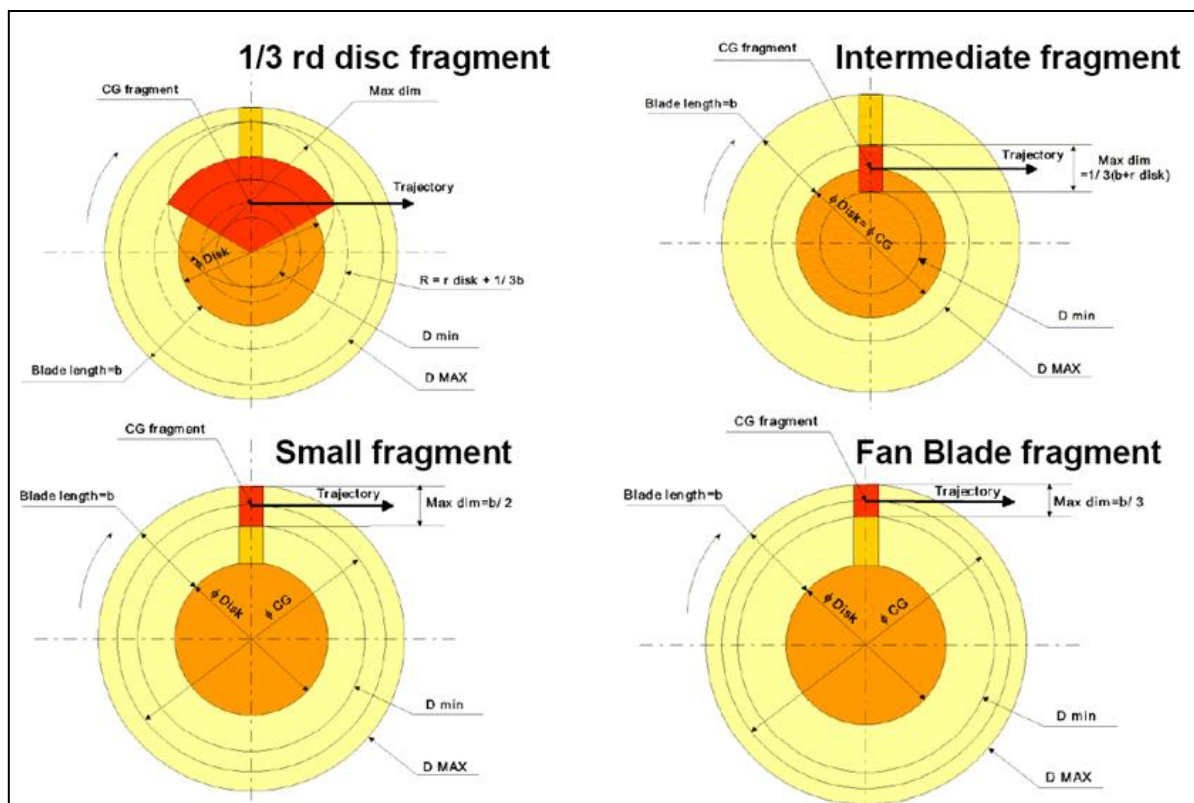 1/3 rd disc fragment
CG fragment
Max dim
Trajectory
ϕ Disk
R = r disk + 1/3b
D min
Blade length=b
D MAX
Intermediate fragment
CG fragment
Blade length=b
Trajectory
Max dim
=1/3(b+r disk)
ϕ Disk= ϕ CG
D min
D MAX
Small fragment
CG fragment
Blade length=b
Trajectory
Max dim=b/2
ϕ Disk
ϕ CG
D min
D MAX
Fan Blade fragment
CG fragment
Blade length=b
Trajectory
Max dim=b/3
ϕ Disk
ϕ CG
D min
D MAX